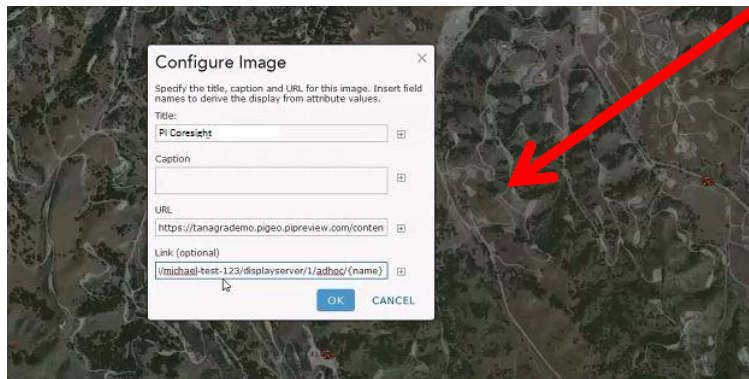 Configure Image
Specify the title, caption and URL for this image. Insert field
names to derive the display from attribute values.
Title:
PI Coresight
Caption
URL
https://tanagrademo.pigeo.pipreview.com/conten
Link (optional)
i/michael-test-123/displayserver/1/adhoc/{name}
OK CANCEL